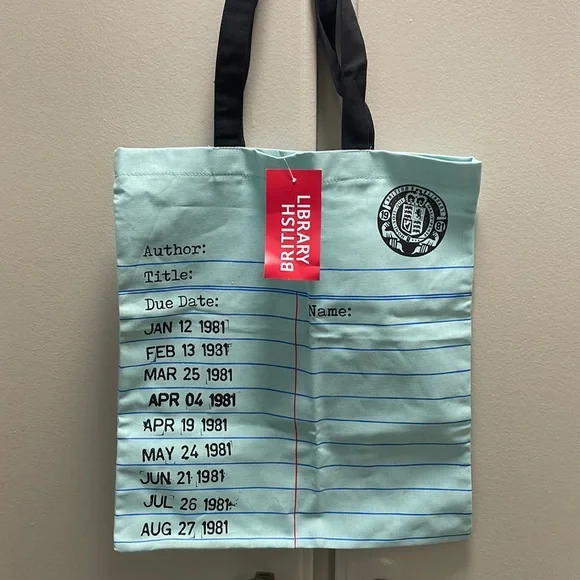 LIBRARY
BRITISH
Author:
Title:
Due Date:
Name:
JAN 12 1981
FEB 13 1981
MAR 25 1981
APR 04 1981
APR 19 1981
MAY 24 1981
JUN 21 1981
JUL 26 1981
AUG 27 1981